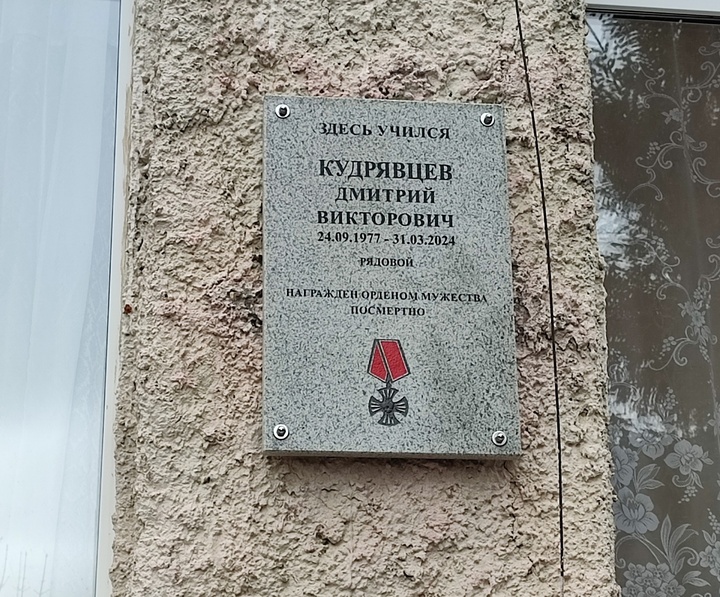 ЗДЕСЬ УЧИЛСЯ
КУДРЯВЦЕВ
ДМИТРИЙ
ВИКТОРОВИЧ
24.09.1977 - 31.03.2024
РЯДОВОЙ
НАГРАЖДЕН ОРДЕНОМ МУЖЕСТВА
ПОСМЕРТНО